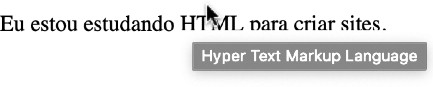 Eu estou estudando HTML para criar sites.
Hyper Text Markup Language